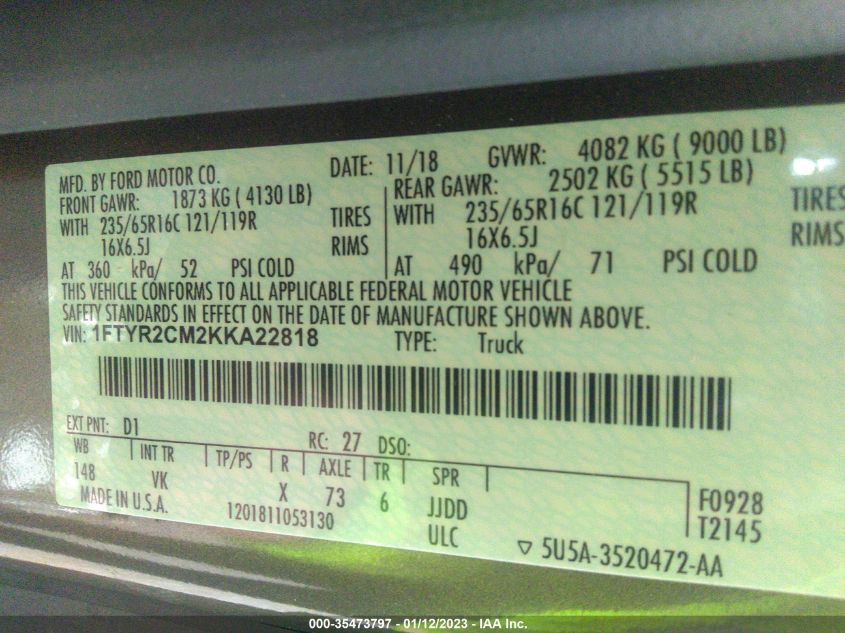 MFD. BY FORD MOTOR CO. DATE: 11/18 GVWR: 4082 KG ( 9000 LB)
FRONT GAWR: 1873 KG ( 4130 LB) REAR GAWR: 2502 KG ( 5515 LB)
WITH 235/65R16C 121/119R TIRES WITH 235/65R16C 121/119R TIRES
16X6.5J RIMS 16X6.5J RIMS
AT 360 kPa/ 52 PSI COLD AT 490 kPa/ 71 PSI COLD
THIS VEHICLE CONFORMS TO ALL APPLICABLE FEDERAL MOTOR VEHICLE
SAFETY STANDARDS IN EFFECT ON THE DATE OF MANUFACTURE SHOWN ABOVE.
VIN: 1FTYR2CM2KKA22818 TYPE: Truck
EXT PNT: D1 RC: 27 DSO:
WB INT TR TP/PS R AXLE TR SPR
148 VK X 73 6 JJDD F0928
MADE IN U.S.A. 1201811053130 ULC T2145
▽ 5U5A-3520472-AA
000-35473797 - 01/12/2023 - IAA Inc.